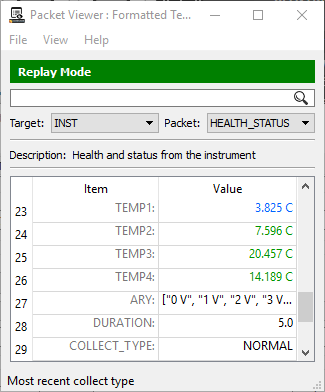 Packet Viewer : Formatted Te...
File View Help
Replay Mode
Target: INST Packet: HEALTH_STATUS
Description: Health and status from the instrument
Item Value
23 TEMP1: 3.825 C
24 TEMP2: 7.596 C
25 TEMP3: 20.457 C
26 TEMP4: 14.189 C
27 ARY: ["0 V", "1 V", "2 V", "3 V...
28 DURATION: 5.0
29 COLLECT_TYPE: NORMAL
Most recent collect type